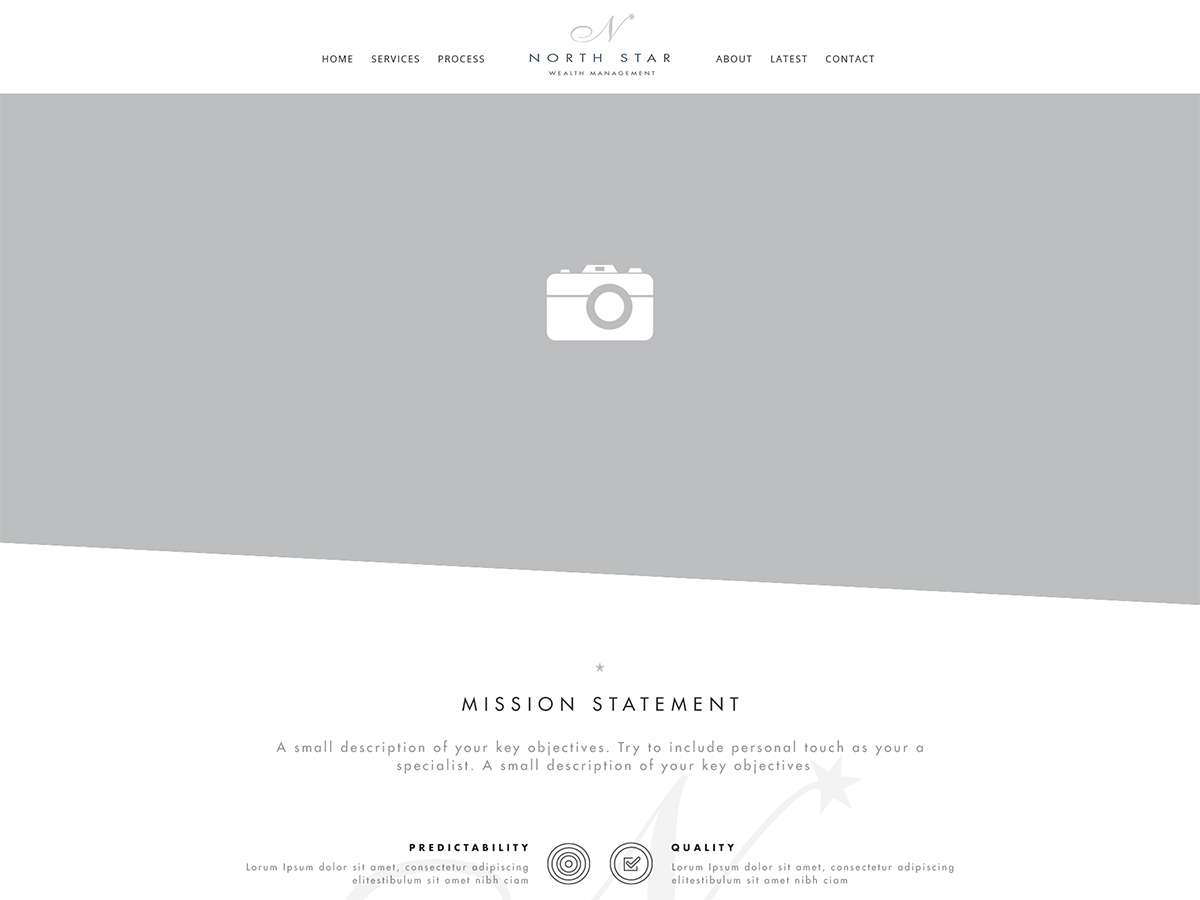 HOME SERVICES PROCESS
N
NORTH STAR
WEALTH MANAGEMENT
ABOUT LATEST CONTACT
MISSION STATEMENT
A small description of your key objectives. Try to include personal touch as your a
specialist. A small description of your key objectives
PREDICTABILITY
Lorum Ipsum dolor sit amet, consectetur adipiscing
elitestibulum sit amet nibh ciam
QUALITY
Lorum Ipsum dolor sit amet, consectetur adipiscing
elitestibulum sit amet nibh ciam